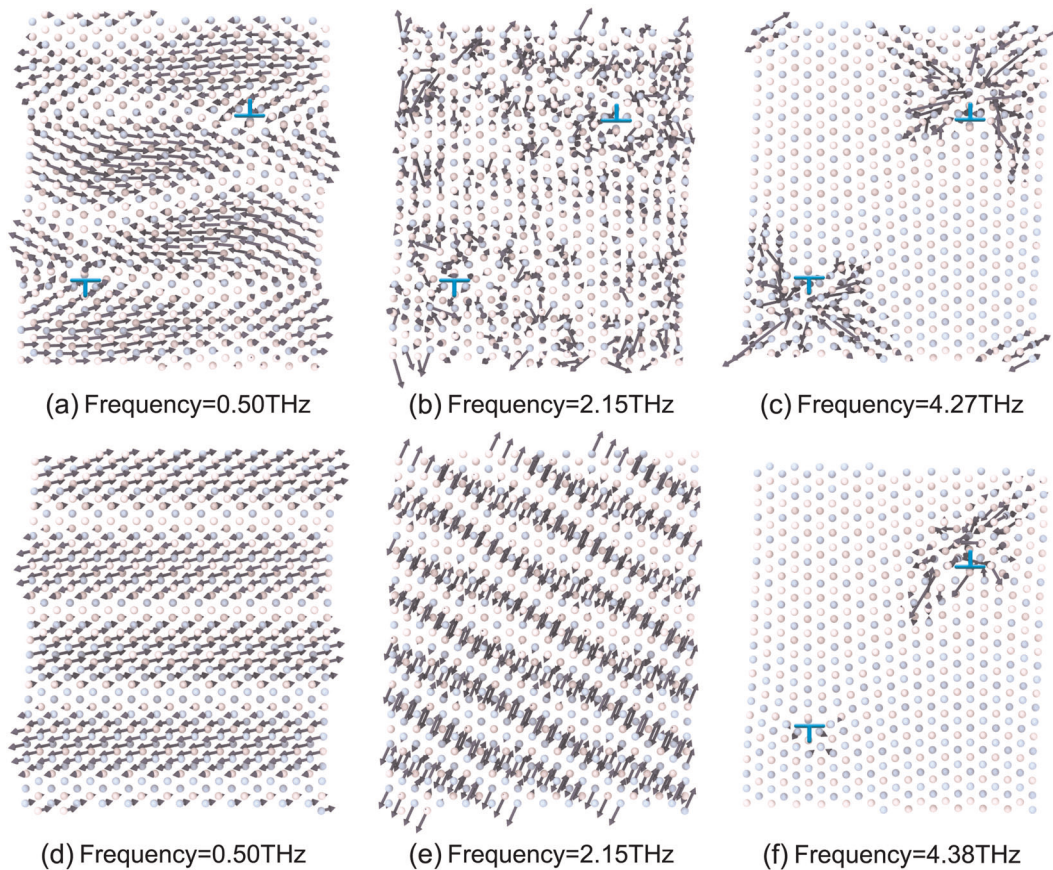 (a) Frequency=0.50THz
(b) Frequency=2.15THz
(c) Frequency=4.27THz
(d) Frequency=0.50THz
(e) Frequency=2.15THz
(f) Frequency=4.38THz